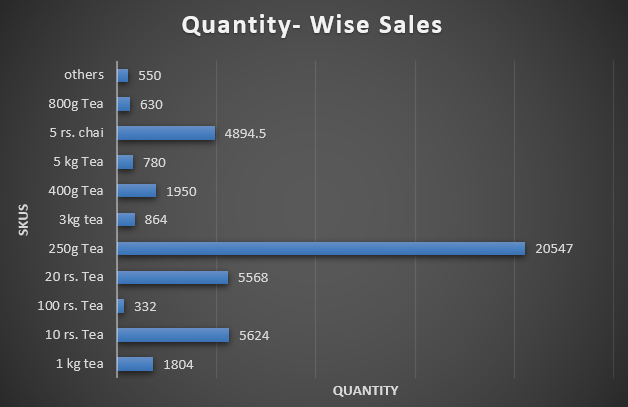 Quantity- Wise Sales
others 550
800g Tea 630
5 rs. chai 4894.5
5 kg Tea 780
400g Tea 1950
3kg tea 864
250g Tea 20547
20 rs. Tea 5568
100 rs. Tea 332
10 rs. Tea 5624
1 kg tea 1804
SKUS
QUANTITY